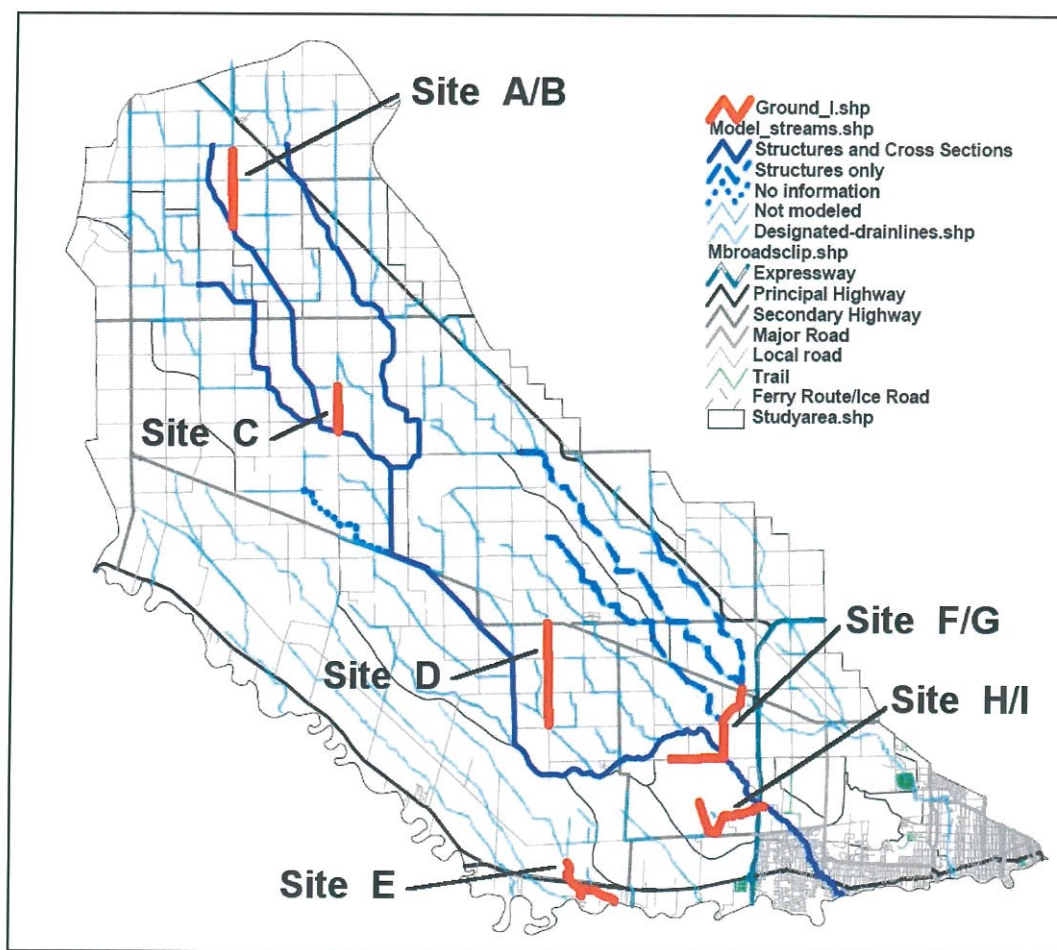 Site A/B
Ground_l.shp
Model_streams.shp
Structures and Cross Sections
Structures only
No information
Not modeled
Designated-drainlines.shp
Mbroadsclip.shp
Expressway
Principal Highway
Secondary Highway
Major Road
Local road
Trail
Ferry Route/Ice Road
Studyarea.shp
Site C
Site F/G
Site D
Site H/I
Site E